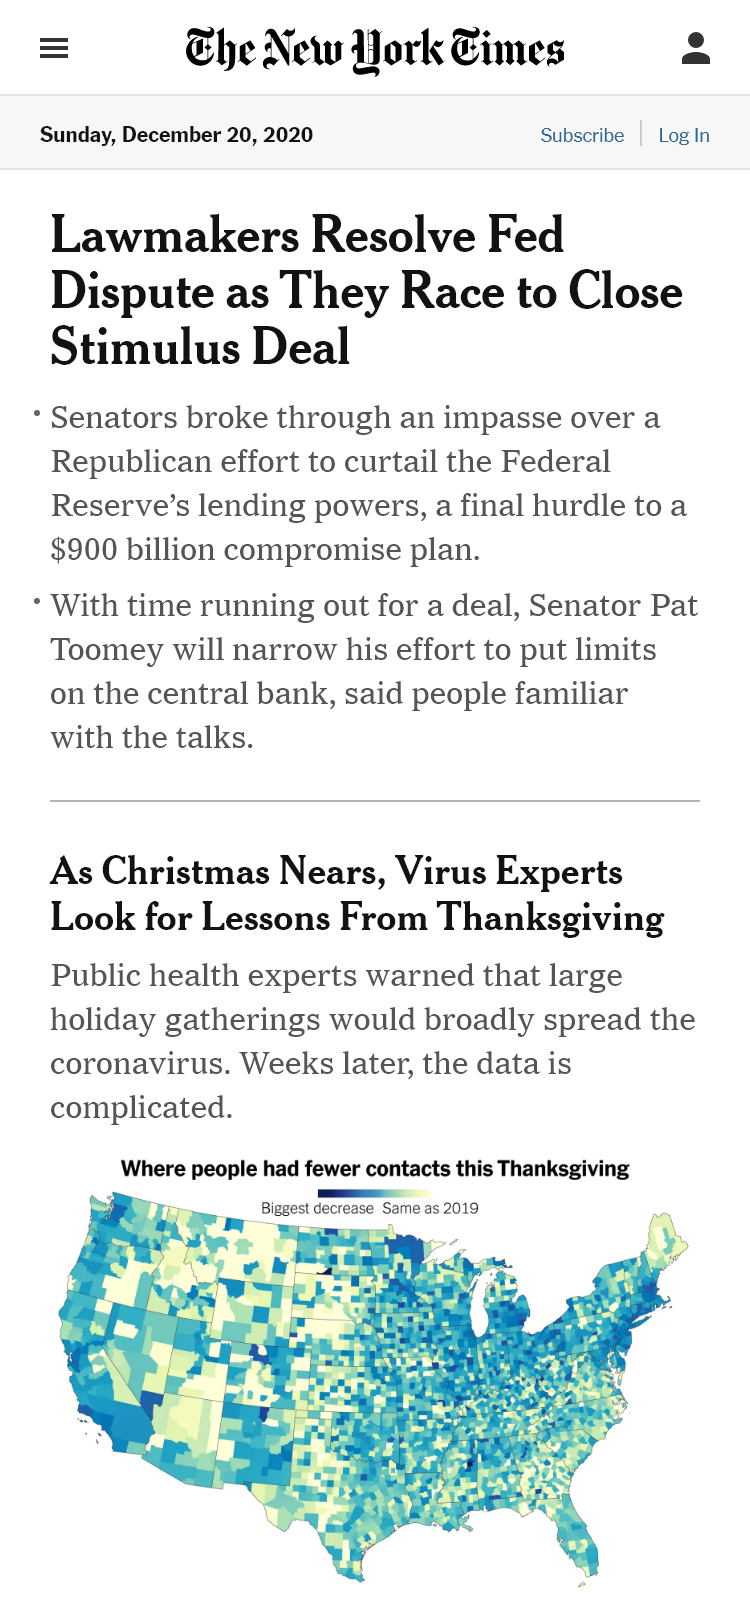 The New York Times
Sunday, December 20, 2020
Subscribe
Log In
Lawmakers Resolve Fed
Dispute as They Race to Close
Stimulus Deal
• Senators broke through an impasse over a
Republican effort to curtail the Federal
Reserve’s lending powers, a final hurdle to a
$900 billion compromise plan.
• With time running out for a deal, Senator Pat
Toomey will narrow his effort to put limits
on the central bank, said people familiar
with the talks.
As Christmas Nears, Virus Experts
Look for Lessons From Thanksgiving
Public health experts warned that large
holiday gatherings would broadly spread the
coronavirus. Weeks later, the data is
complicated.
Where people had fewer contacts this Thanksgiving
Biggest decrease Same as 2019